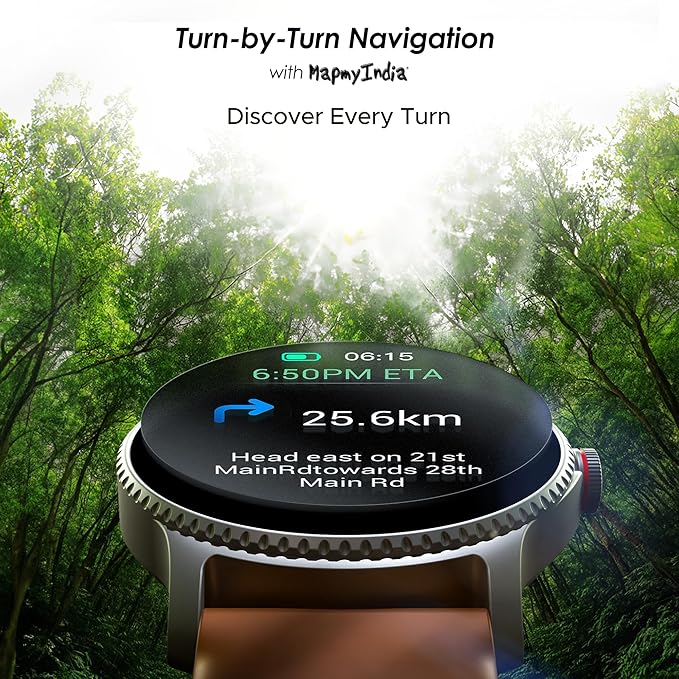 Turn-by-Turn Navigation
with MapmyIndia
Discover Every Turn
06:15
6:50PM ETA
25.6km
Head east on 21st
MainRdtowards 28th
Main Rd